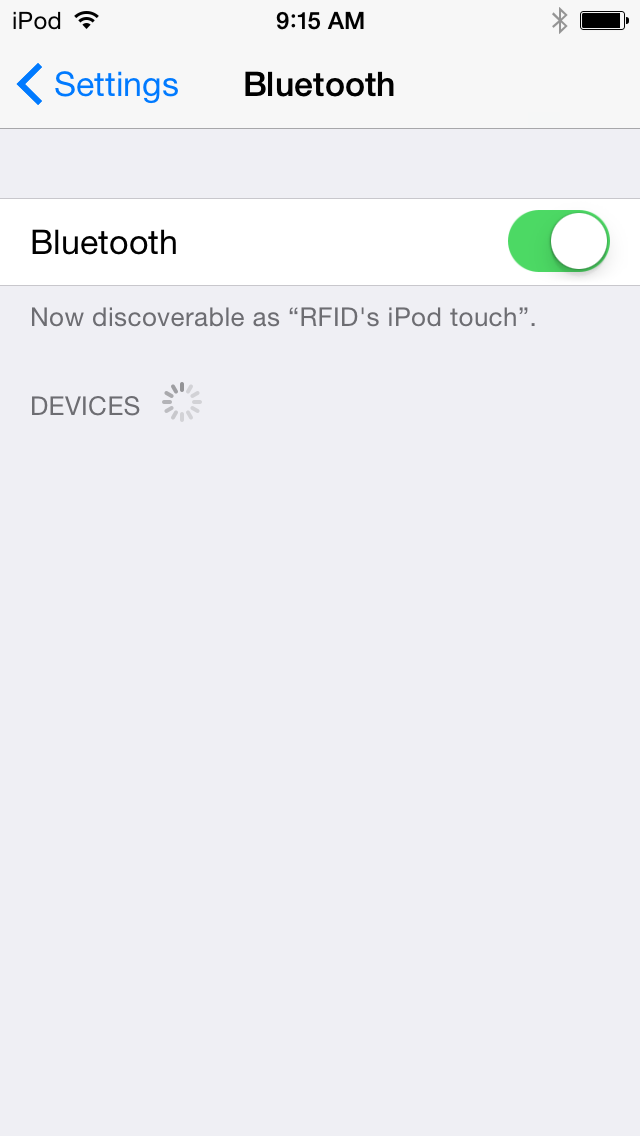 iPod 9:15 AM
Settings Bluetooth
Bluetooth
Now discoverable as “RFID's iPod touch”.
DEVICES